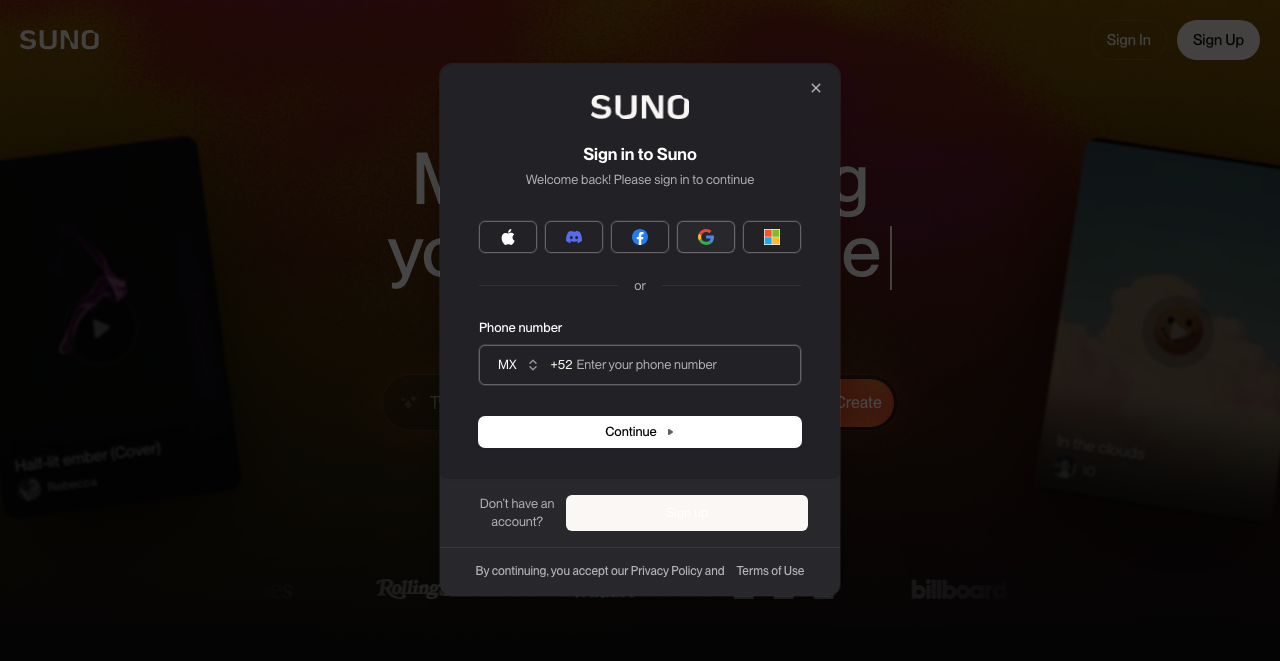 SUNO
Sign In
Sign Up
SUNO
Sign in to Suno
Welcome back! Please sign in to continue
or
Phone number
MX
+52 Enter your phone number
Continue
Create
Half-lit ember (Cover)
Rebecca
In the clouds
Don't have an
account?
Sign up
By continuing, you accept our Privacy Policy and Terms of Use
billboard